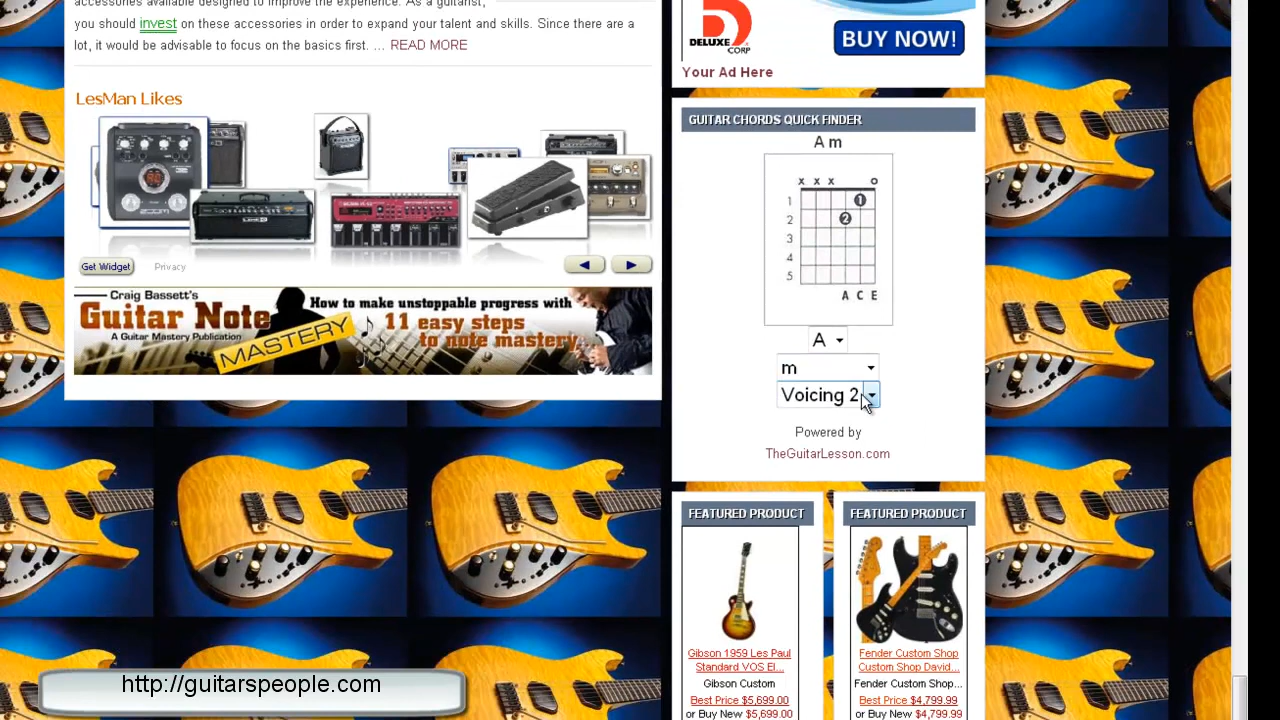 accessories available designed to improve the experience. As a guitarist,
you should invest on these accessories in order to expand your talent and skills. Since there are a
lot, it would be advisable to focus on the basics first. ... READ MORE
LesMan Likes
Get Widget
Privacy
Craig Bassett's
Guitar Note
A Guitar Mastery Publication
MASTERY
How to make unstoppable progress with
11 easy steps
to note mastery...
DELUXE
CORP
BUY NOW!
Your Ad Here
GUITAR CHORDS QUICK FINDER
A m
x x x o
1 1
2 2
3
4
5
A C E
A
m
Voicing 2
Powered by
TheGuitarLesson.com
FEATURED PRODUCT
Gibson 1959 Les Paul
Standard VOS El...
Gibson Custom
Best Price $5,699.00
or Buy New $5,699.00
FEATURED PRODUCT
Fender Custom Shop
Custom Shop David...
Fender Custom Shop...
Best Price $4,799.99
or Buy New $4,799.99
http://guitarspeople.com